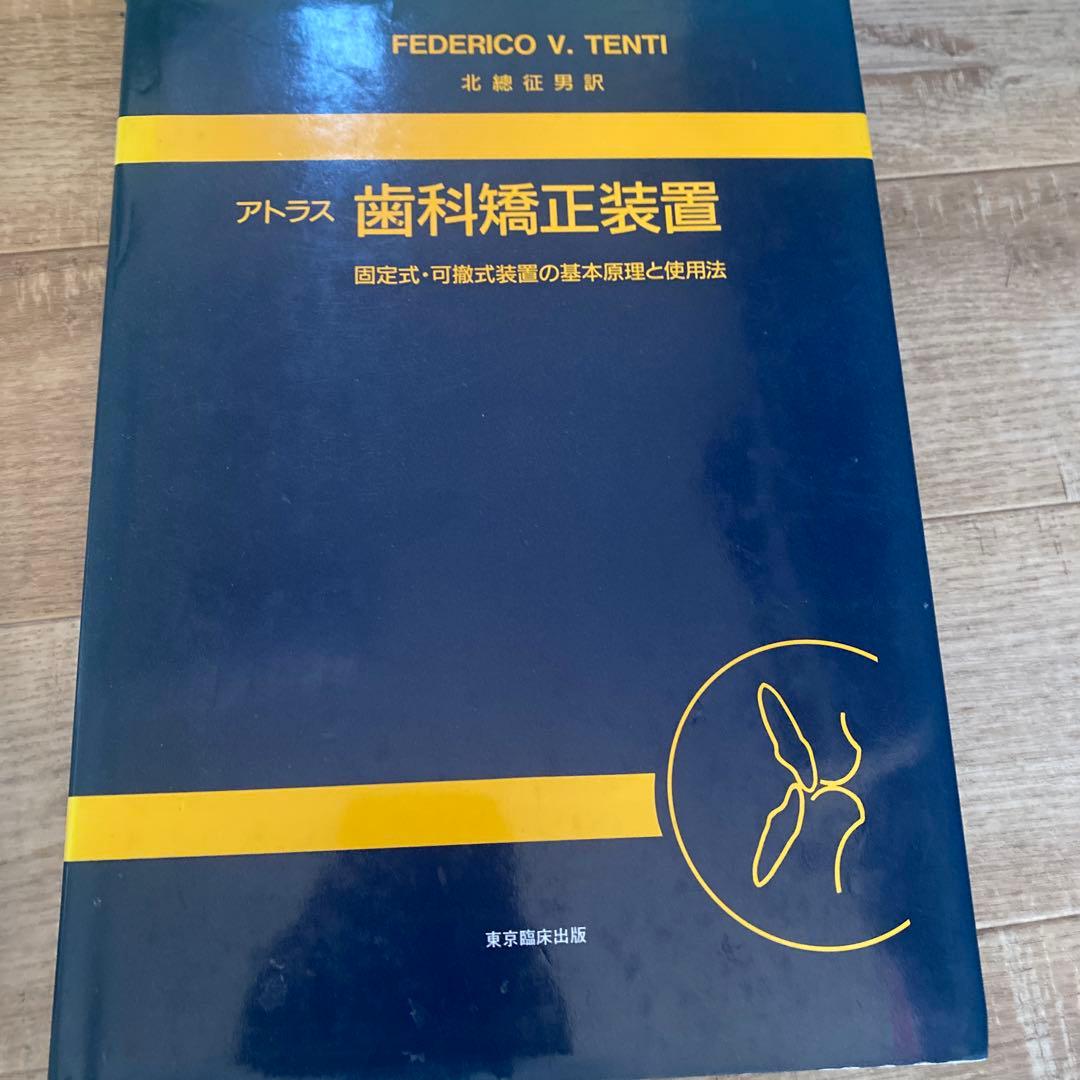 FEDERICO V. TENTI
北總征男訳
アトラス 歯科矯正装置
固定式・可撤式装置の基本原理と使用法
東京臨床出版